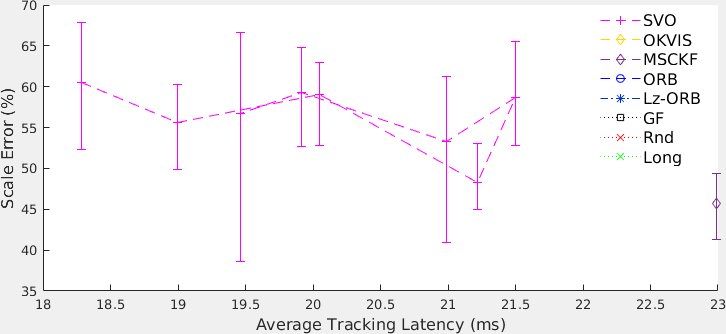 70
65
60
55
50
45
40
35
Scale Error (%)
SVO
OKVIS
MSCKF
ORB
Lz-ORB
GF
Rnd
Long
18 18.5 19 19.5 20 20.5 21 21.5 22 22.5 23
Average Tracking Latency (ms)